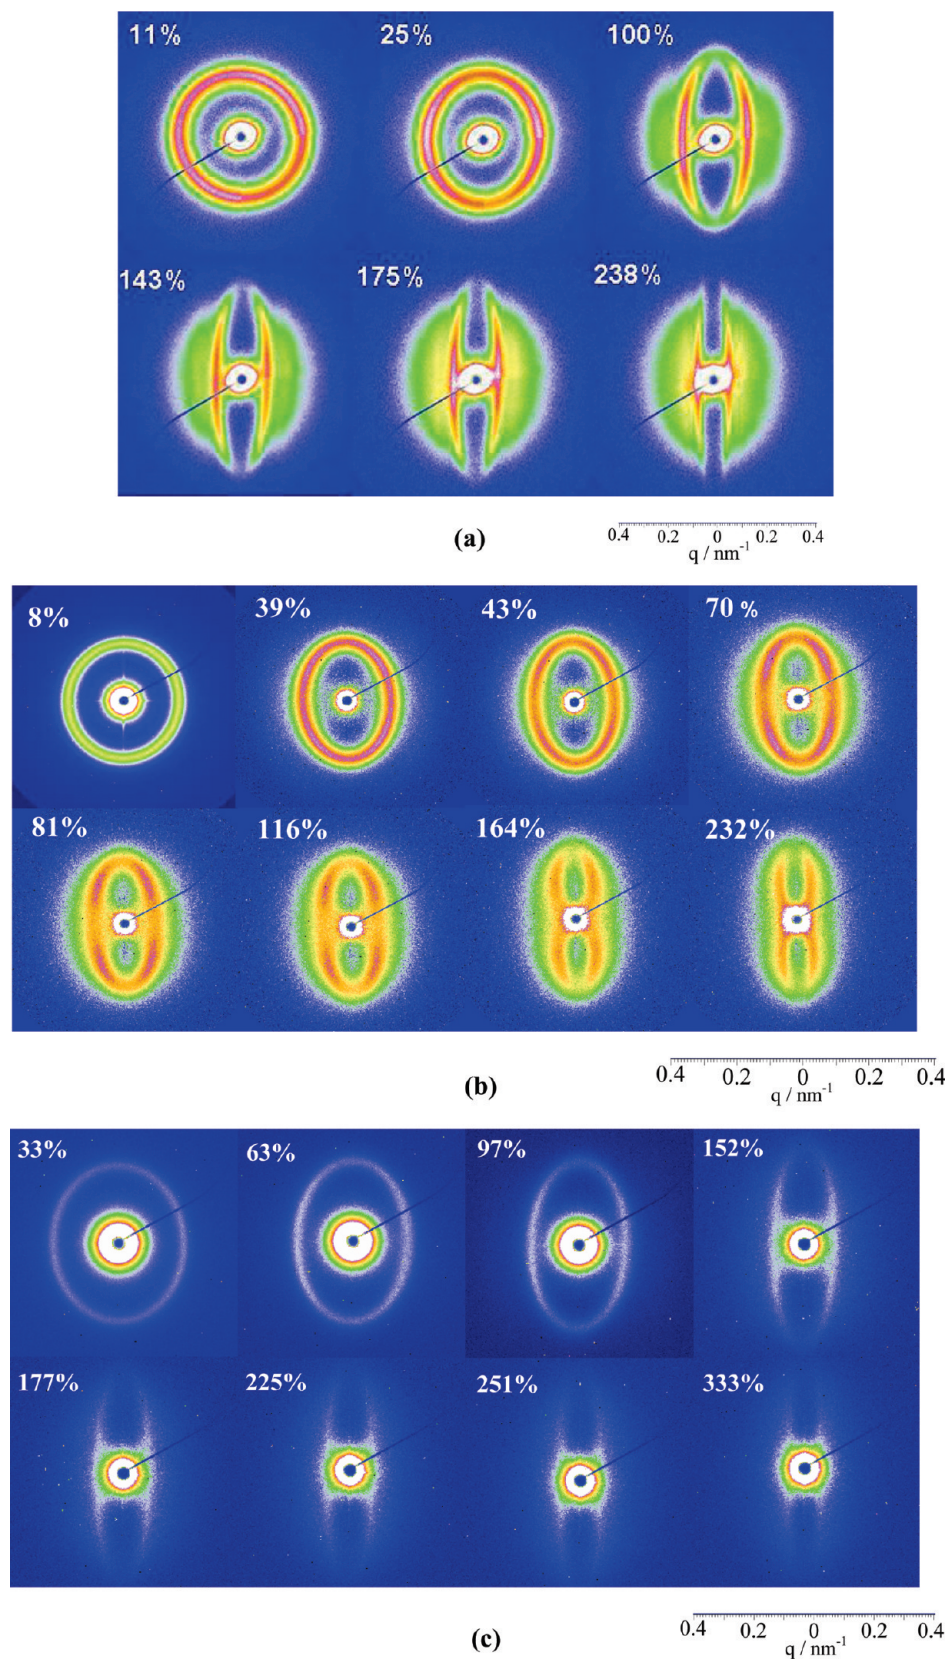 11% 25% 100%
143% 175% 238%
(a)
0.4 0.2 0 0.2 0.4
q / nm-1
8% 39% 43% 70 %
81% 116% 164% 232%
(b)
0.4 0.2 0 0.2 0.4
q / nm-1
33% 63% 97% 152%
177% 225% 251% 333%
(c)
0.4 0.2 0 0.2 0.4
q / nm-1